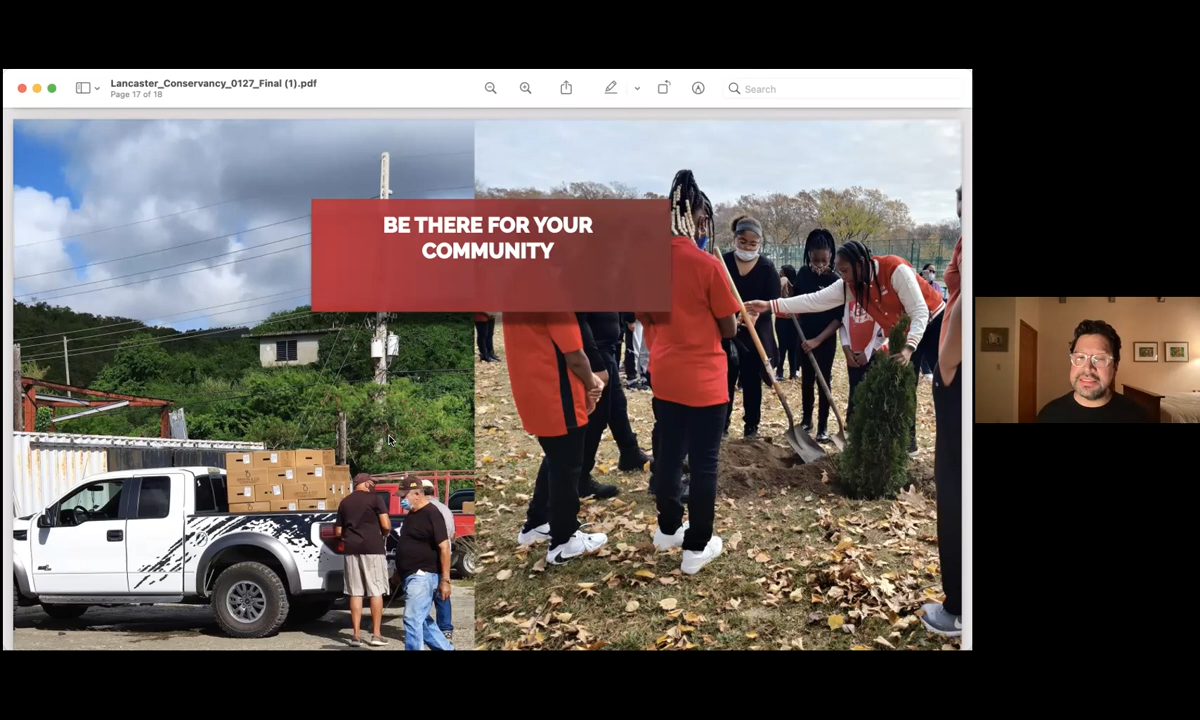 Lancaster_Conservancy_0127_Final (1).pdf
Page 17 of 18
Search
BE THERE FOR YOUR
COMMUNITY